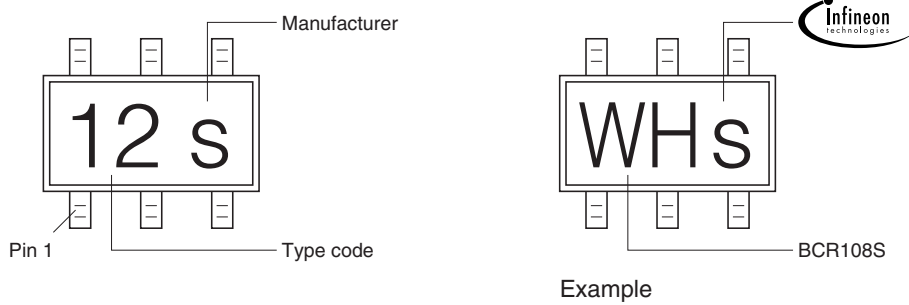 Manufacturer
Infineon
technologies
12 s
WHs
Pin 1
Type code
BCR108S
Example